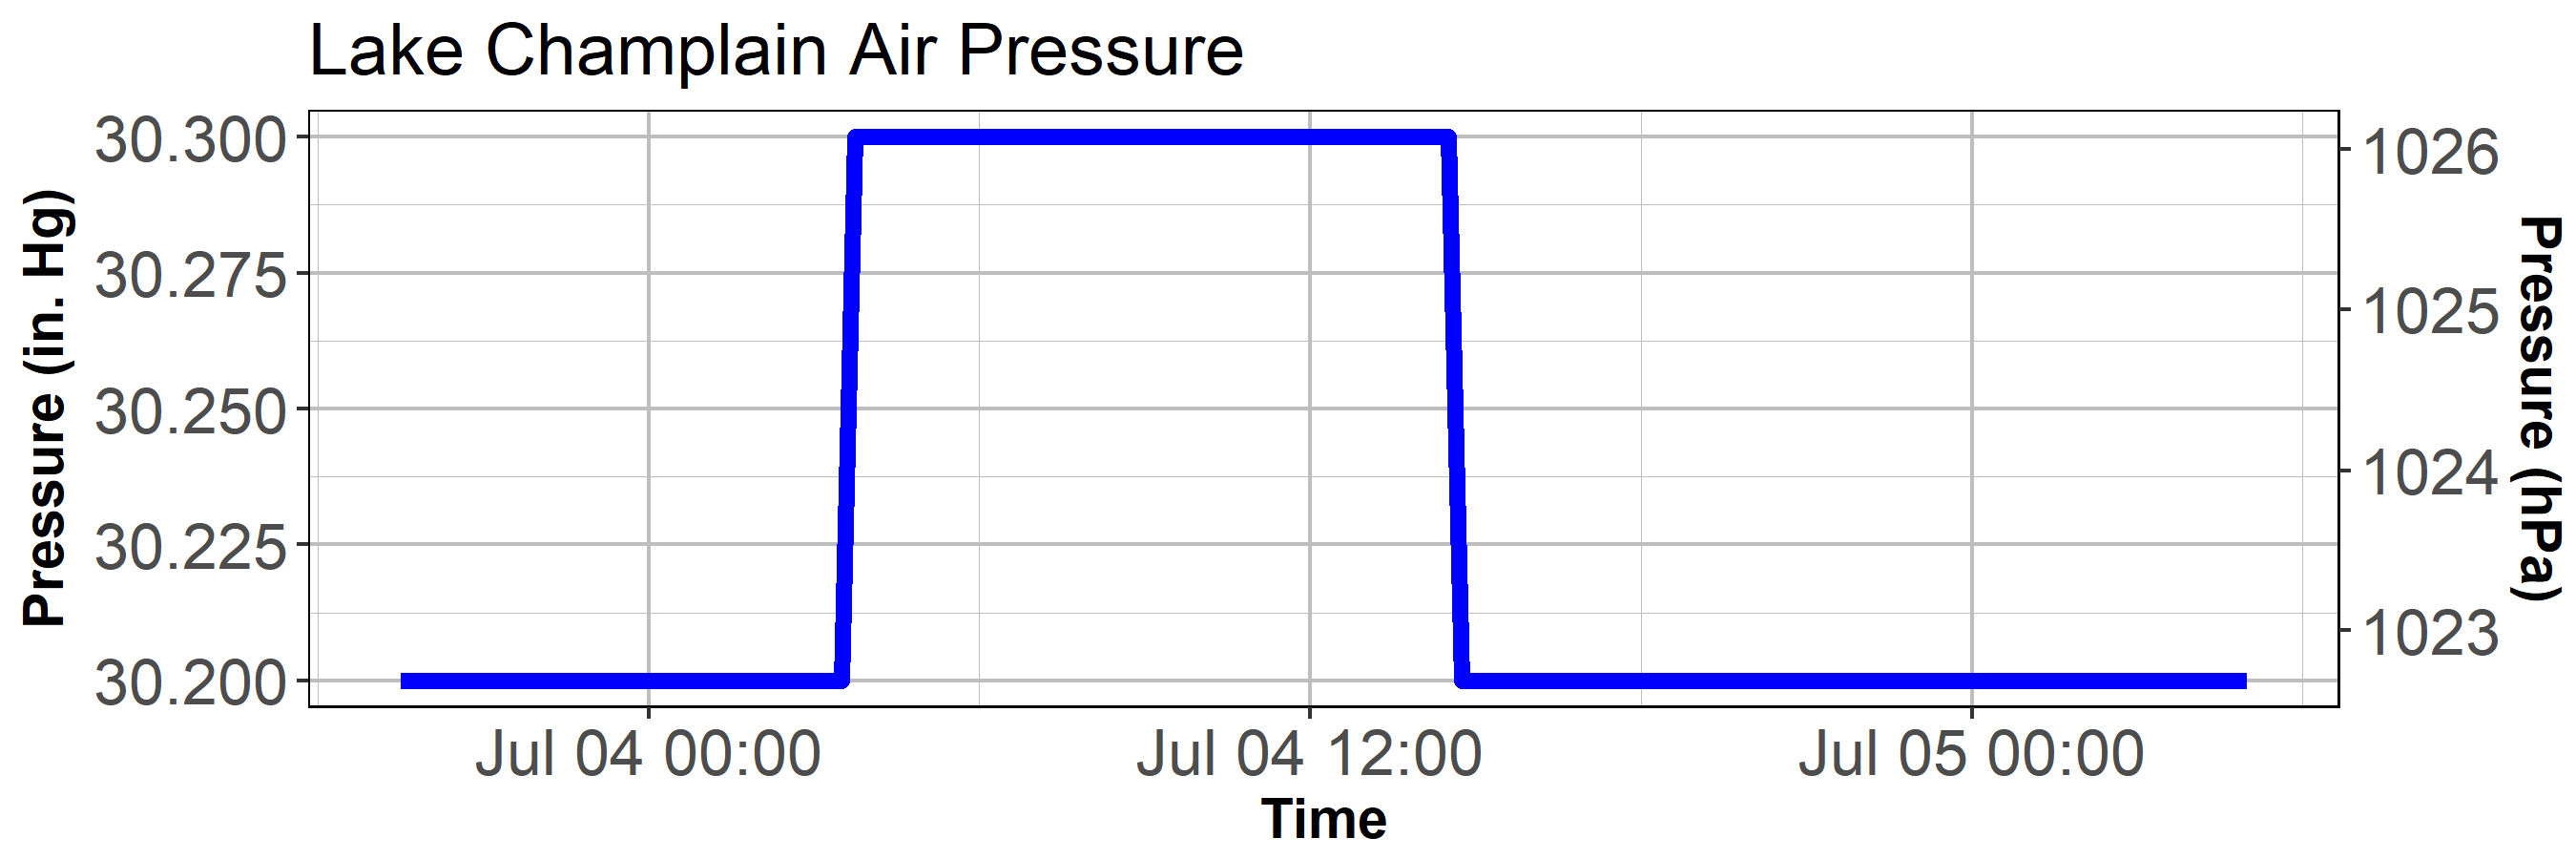 Lake Champlain Air Pressure
Pressure (in. Hg)
30.300
30.275
30.250
30.225
30.200
1026
1025
1024
1023
Pressure (hPa)
Jul 04 00:00
Jul 04 12:00
Jul 05 00:00
Time